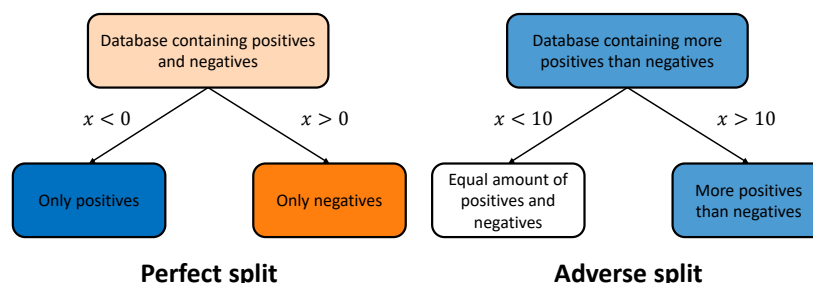 Database containing positives
and negatives
x < 0
x > 0
Only positives
Only negatives
Perfect split
Database containing more
positives than negatives
x < 10
x > 10
Equal amount of
positives and
negatives
More positives
than negatives
Adverse split